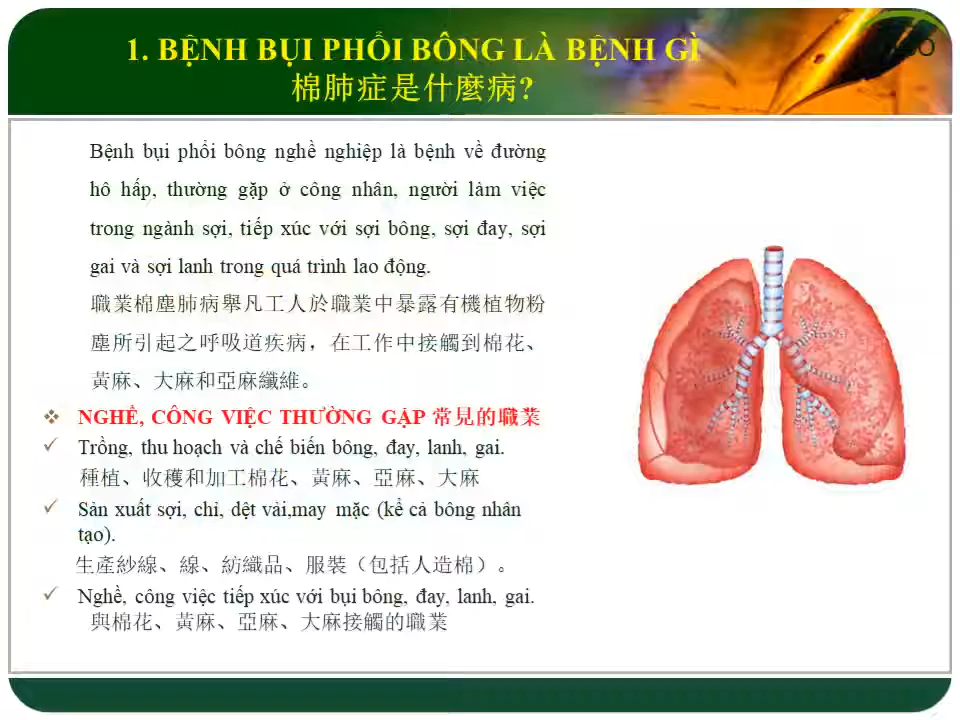 1. BỆNH BỤI PHỔI BÔNG LÀ BỆNH GÌ
棉肺症是什麼病?
Bệnh bụi phổi bông nghề nghiệp là bệnh về đường
hô hấp, thường gặp ở công nhân, người làm việc
trong ngành sợi, tiếp xúc với sợi bông, sợi đay, sợi
gai và sợi lanh trong quá trình lao động.
職業棉塵肺病舉凡工人於職業中暴露有機植物粉
塵所引起之呼吸道疾病，在工作中接觸到棉花、
黃麻、大麻和亞麻纖維。
❖ NGHỀ, CÔNG VIỆC THƯỜNG GẶP 常見的職業
✓ Trồng, thu hoạch và chế biến bông, đay, lanh, gai.
種植、收穫和加工棉花、黃麻、亞麻、大麻
✓ Sản xuất sợi, chỉ, dệt vải,may mặc (kể cả bông nhân
tạo).
生產紗線、線、紡織品、服裝（包括人造棉）。
✓ Nghề, công việc tiếp xúc với bụi bông, đay, lanh, gai.
與棉花、黃麻、亞麻、大麻接觸的職業